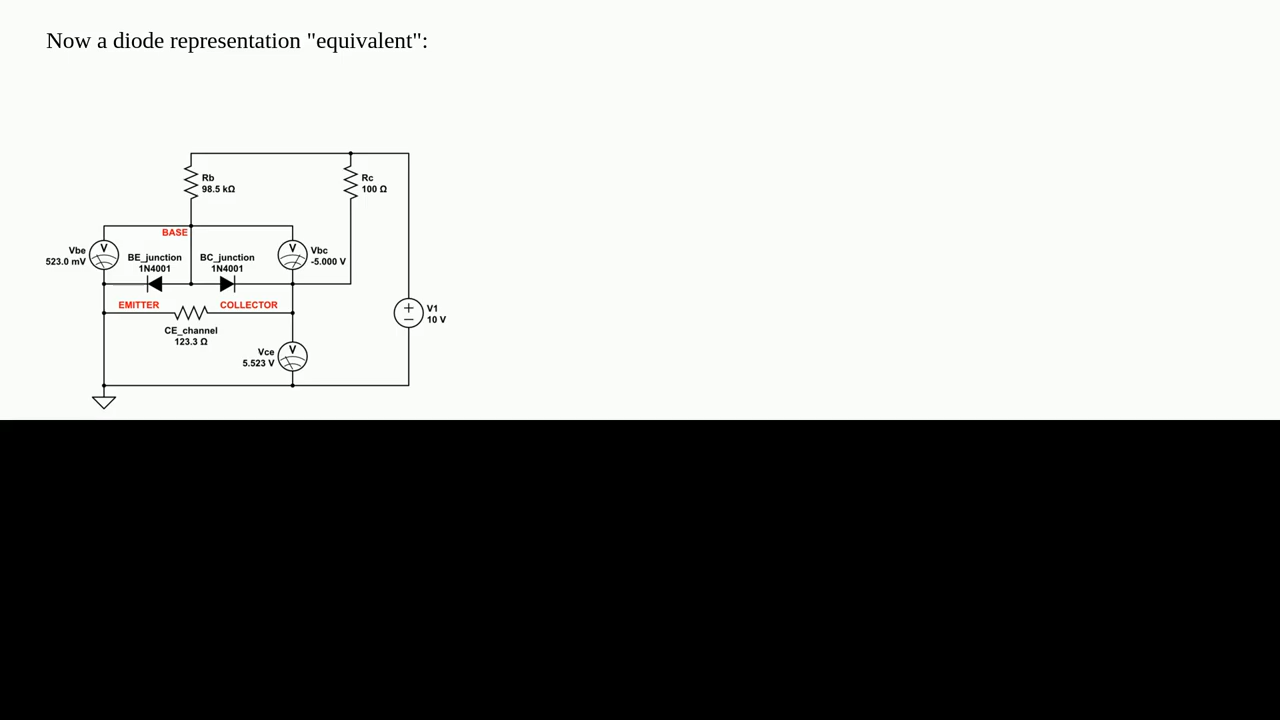 Now a diode representation "equivalent":
Rb
98.5 kΩ
Rc
100 Ω
BASE
Vbe
523.0 mV
V
BE_junction
1N4001
BC_junction
1N4001
V
Vbc
-5.000 V
EMITTER
COLLECTOR
CE_channel
123.3 Ω
V1
10 V
Vce
5.523 V
V